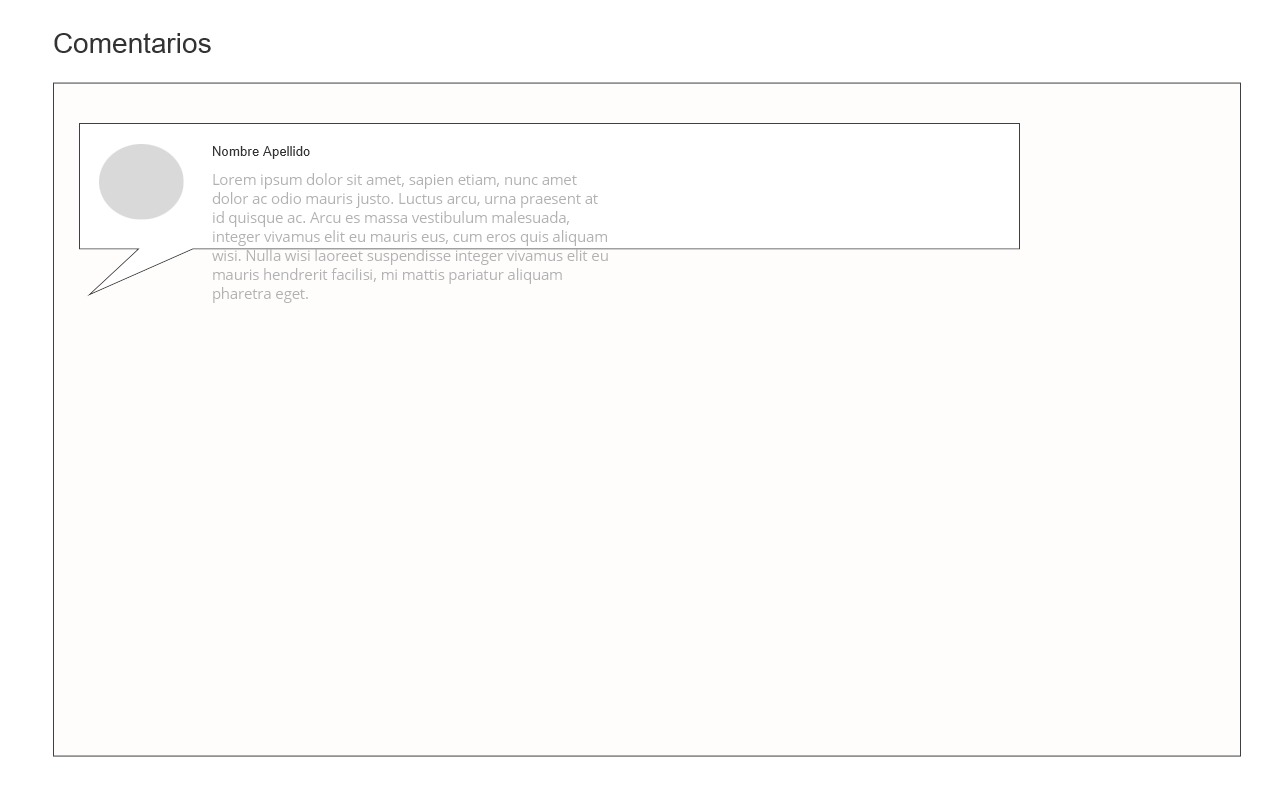 Comentarios
Nombre Apellido
Lorem ipsum dolor sit amet, sapien etiam, nunc amet
dolor ac odio mauris justo. Luctus arcu, urna praesent at
id quisque ac. Arcu es massa vestibulum malesuada,
integer vivamus elit eu mauris eus, cum eros quis aliquam
wisi. Nulla wisi laoreet suspendisse integer vivamus elit eu
mauris hendrerit facilisi, mi mattis pariatur aliquam
pharetra eget.